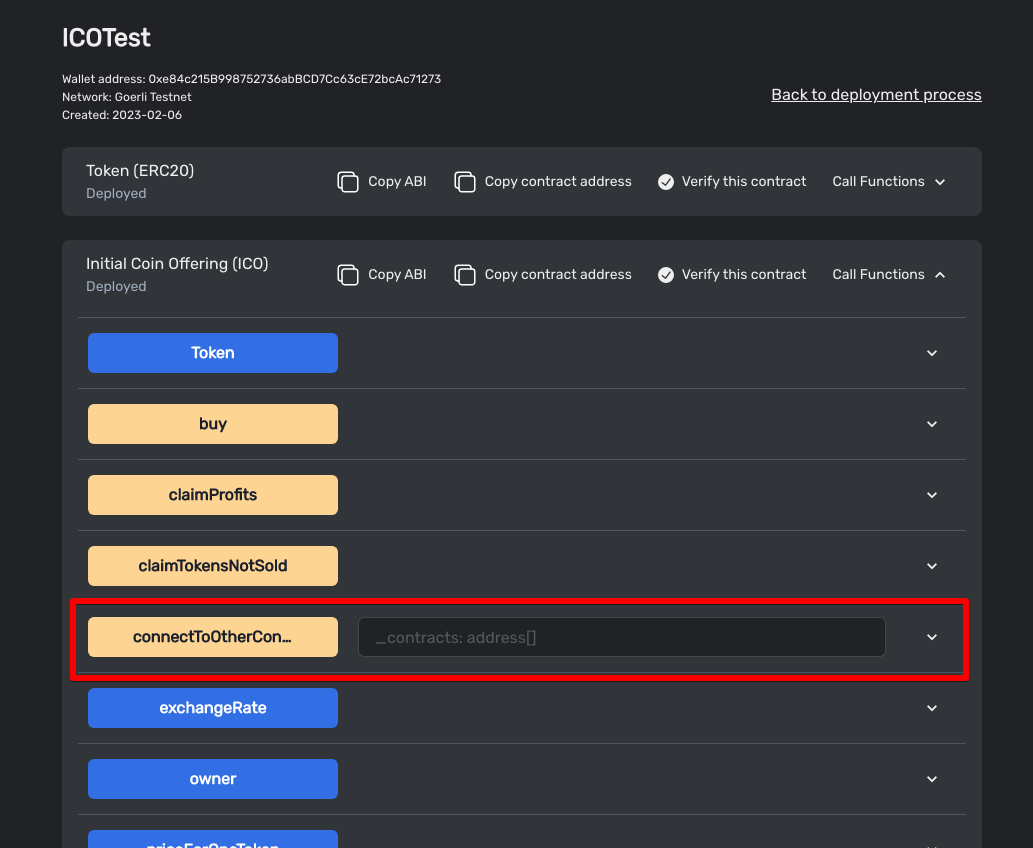 ICOTest
Wallet address: 0xe84c215B998752736abBCD7Cc63cE72bcAc71273
Network: Goerli Testnet
Created: 2023-02-06
Back to deployment process
Token (ERC20)
Deployed
Copy ABI
Copy contract address
Verify this contract
Call Functions
Initial Coin Offering (ICO)
Deployed
Copy ABI
Copy contract address
Verify this contract
Call Functions
Token
buy
claimProfits
claimTokensNotSold
connectToOtherCon...
_contracts: address[]
exchangeRate
owner
priceForOneToken